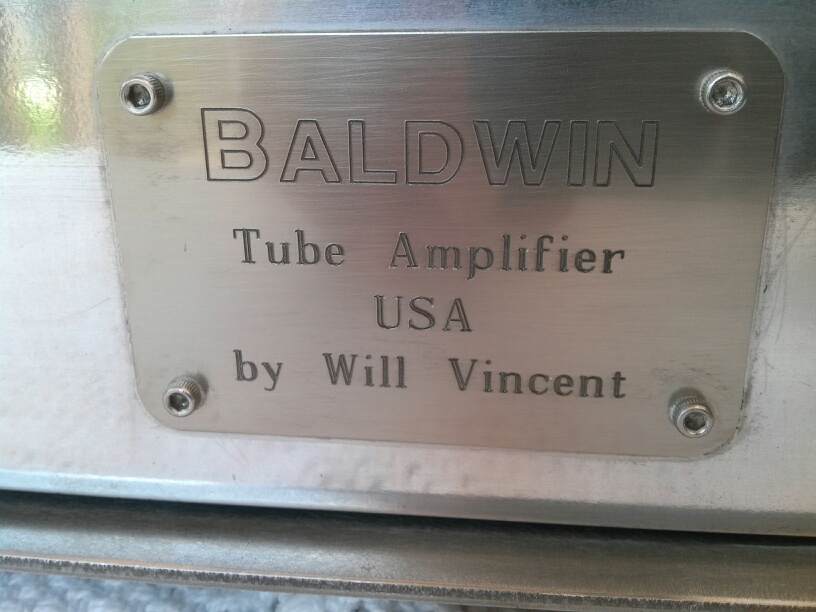 BALDWIN
Tube Amplifier
USA
by Will Vincent